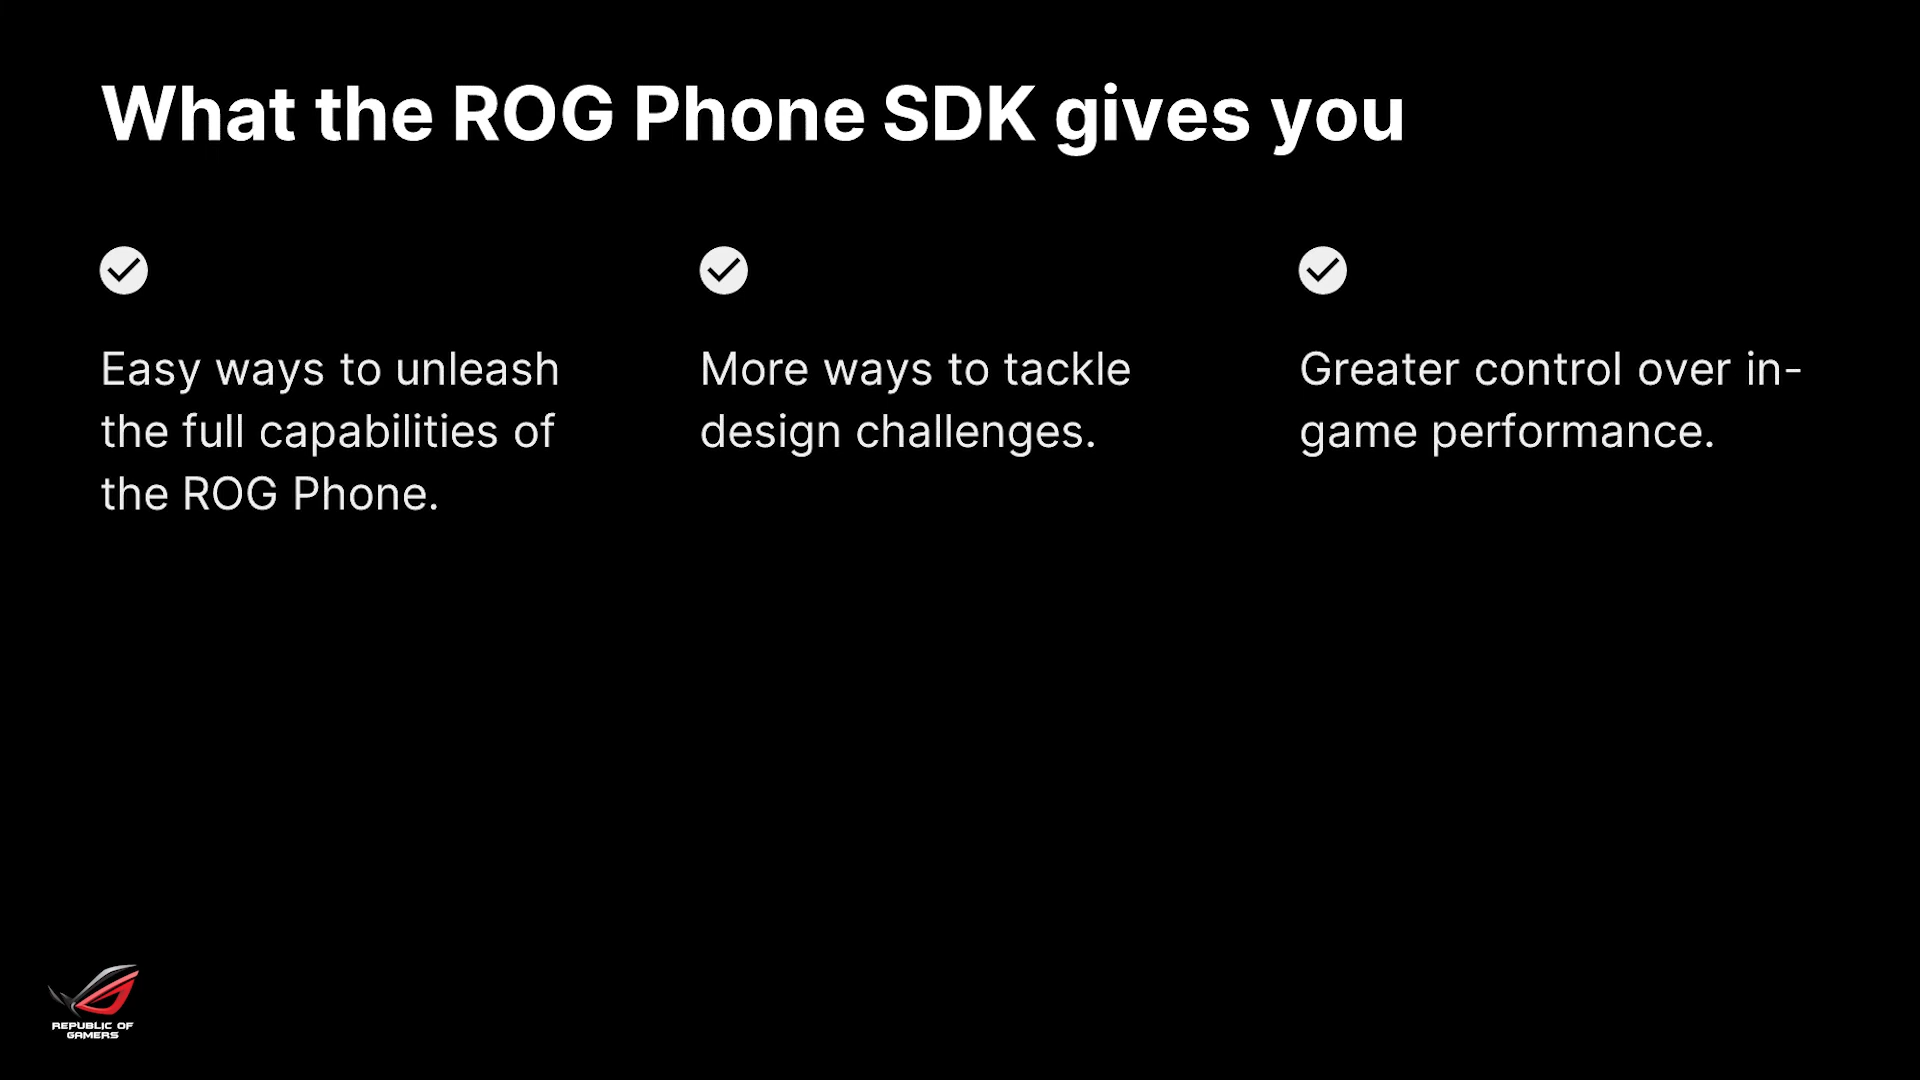 What the ROG Phone SDK gives you
Easy ways to unleash
the full capabilities of
the ROG Phone.
More ways to tackle
design challenges.
Greater control over in-
game performance.
REPUBLIC OF
GAMERS